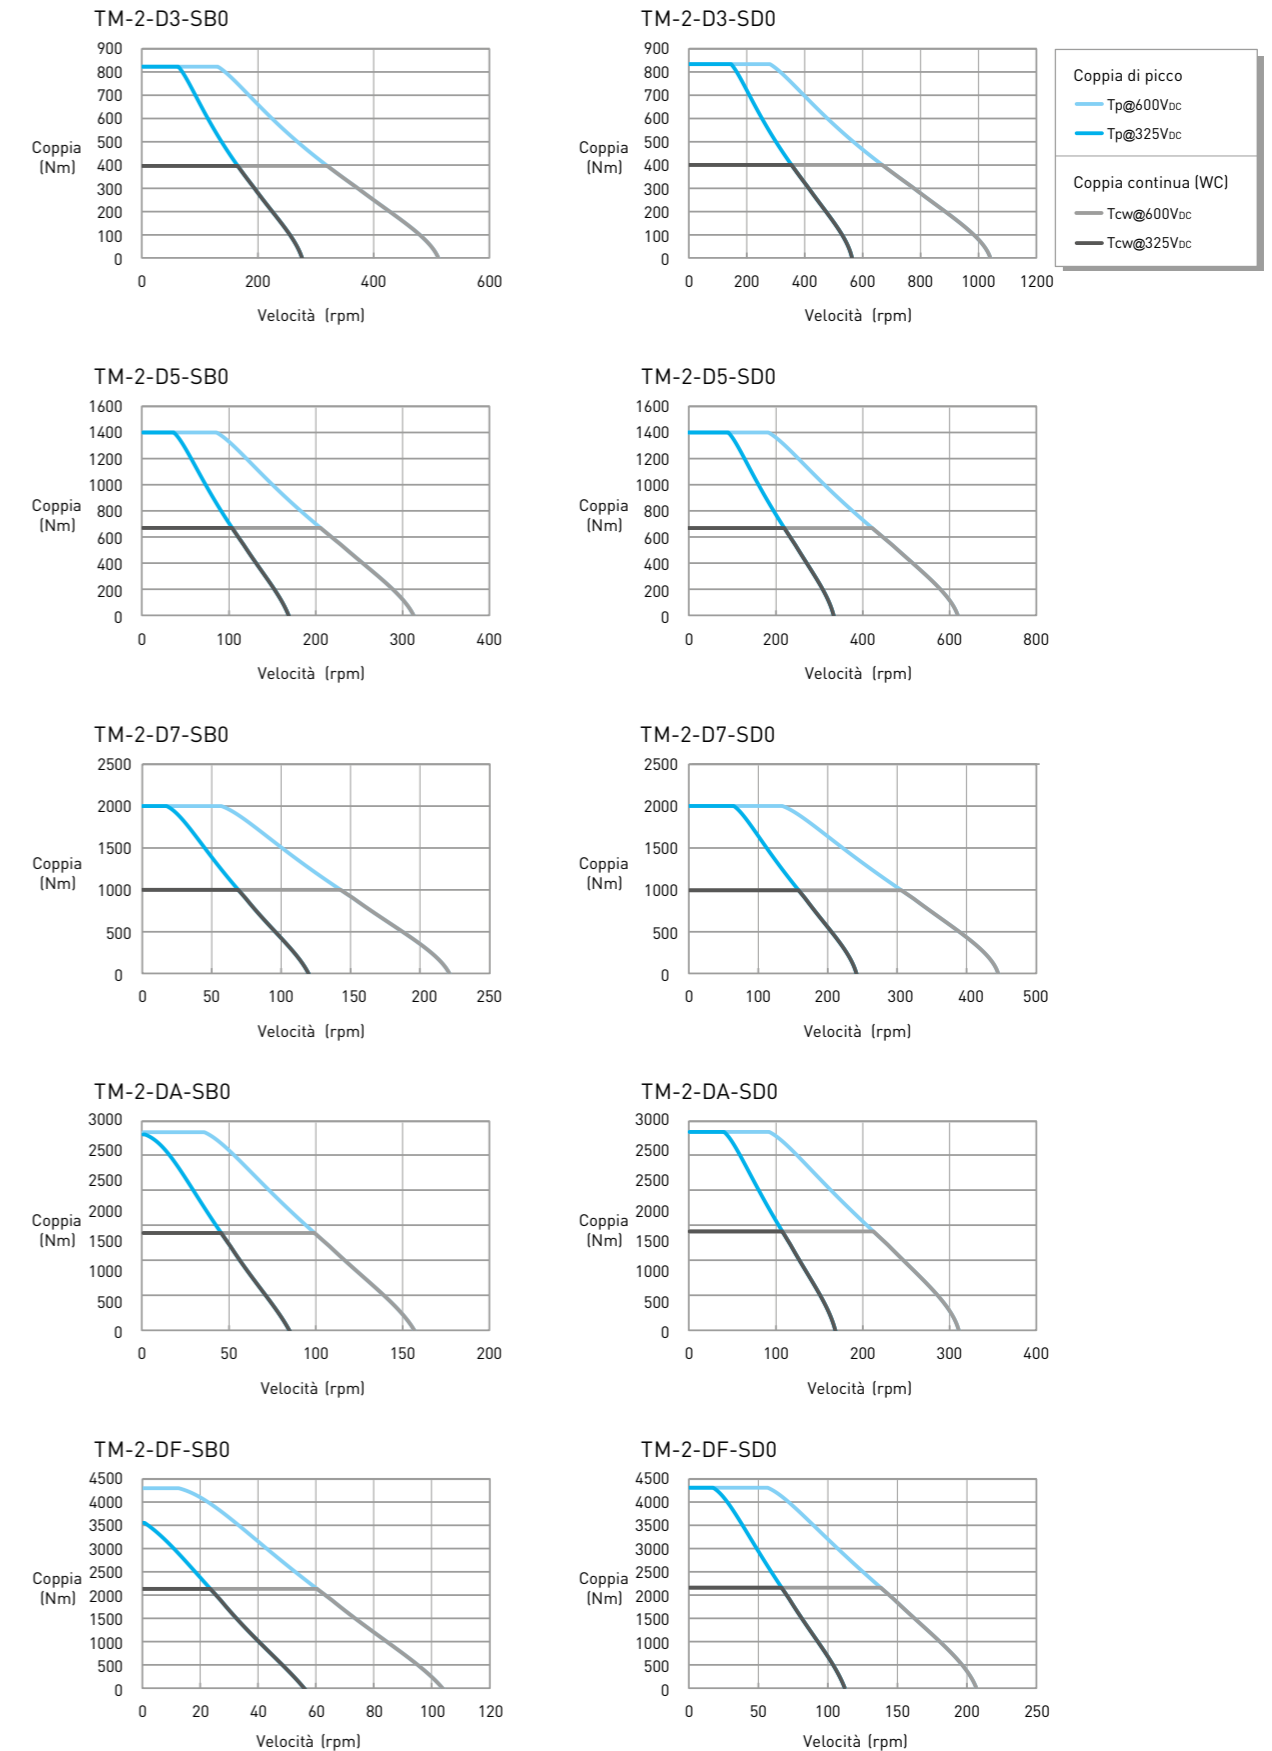 TM-2-D3-SB0
900
800
700
600
500
400
300
200
100
0
Coppia
(Nm)
0 200 400 600
Velocità (rpm)
TM-2-D3-SD0
900
800
700
600
500
400
300
200
100
0
Coppia
(Nm)
0 200 400 600 800 1000 1200
Velocità (rpm)
Coppia di picco
Tp@600VDC
Tp@325VDC
Coppia continua (WC)
Tcw@600VDC
Tcw@325VDC
TM-2-D5-SB0
1600
1400
1200
1000
800
600
400
200
0
Coppia
(Nm)
0 100 200 300 400
Velocità (rpm)
TM-2-D5-SD0
1600
1400
1200
1000
800
600
400
200
0
Coppia
(Nm)
0 200 400 600 800
Velocità (rpm)
TM-2-D7-SB0
2500
2000
1500
1000
500
0
Coppia
(Nm)
0 50 100 150 200 250
Velocità (rpm)
TM-2-D7-SD0
2500
2000
1500
1000
500
0
Coppia
(Nm)
0 100 200 300 400 500
Velocità (rpm)
TM-2-DA-SB0
3000
2500
2500
2000
1500
1000
500
0
Coppia
(Nm)
0 50 100 150 200
Velocità (rpm)
TM-2-DA-SD0
3000
2500
2500
2000
1500
1000
500
0
Coppia
(Nm)
0 100 200 300 400
Velocità (rpm)
TM-2-DF-SB0
4500
4000
3500
3000
2500
2000
1500
1000
500
0
Coppia
(Nm)
0 20 40 60 80 100 120
Velocità (rpm)
TM-2-DF-SD0
4500
4000
3500
3000
2500
2000
1500
1000
500
0
Coppia
(Nm)
0 50 100 150 200 250
Velocità (rpm)